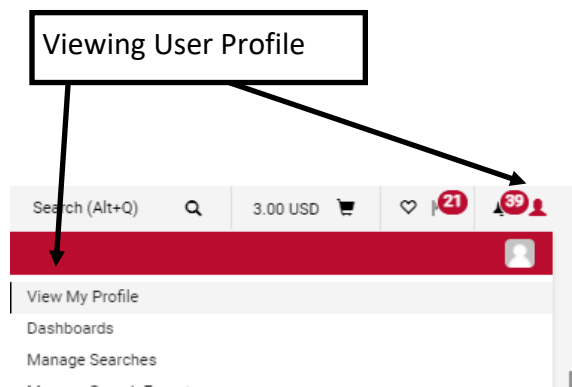 Viewing User Profile
Search (Alt+Q) 3.00 USD 21 39
View My Profile
Dashboards
Manage Searches